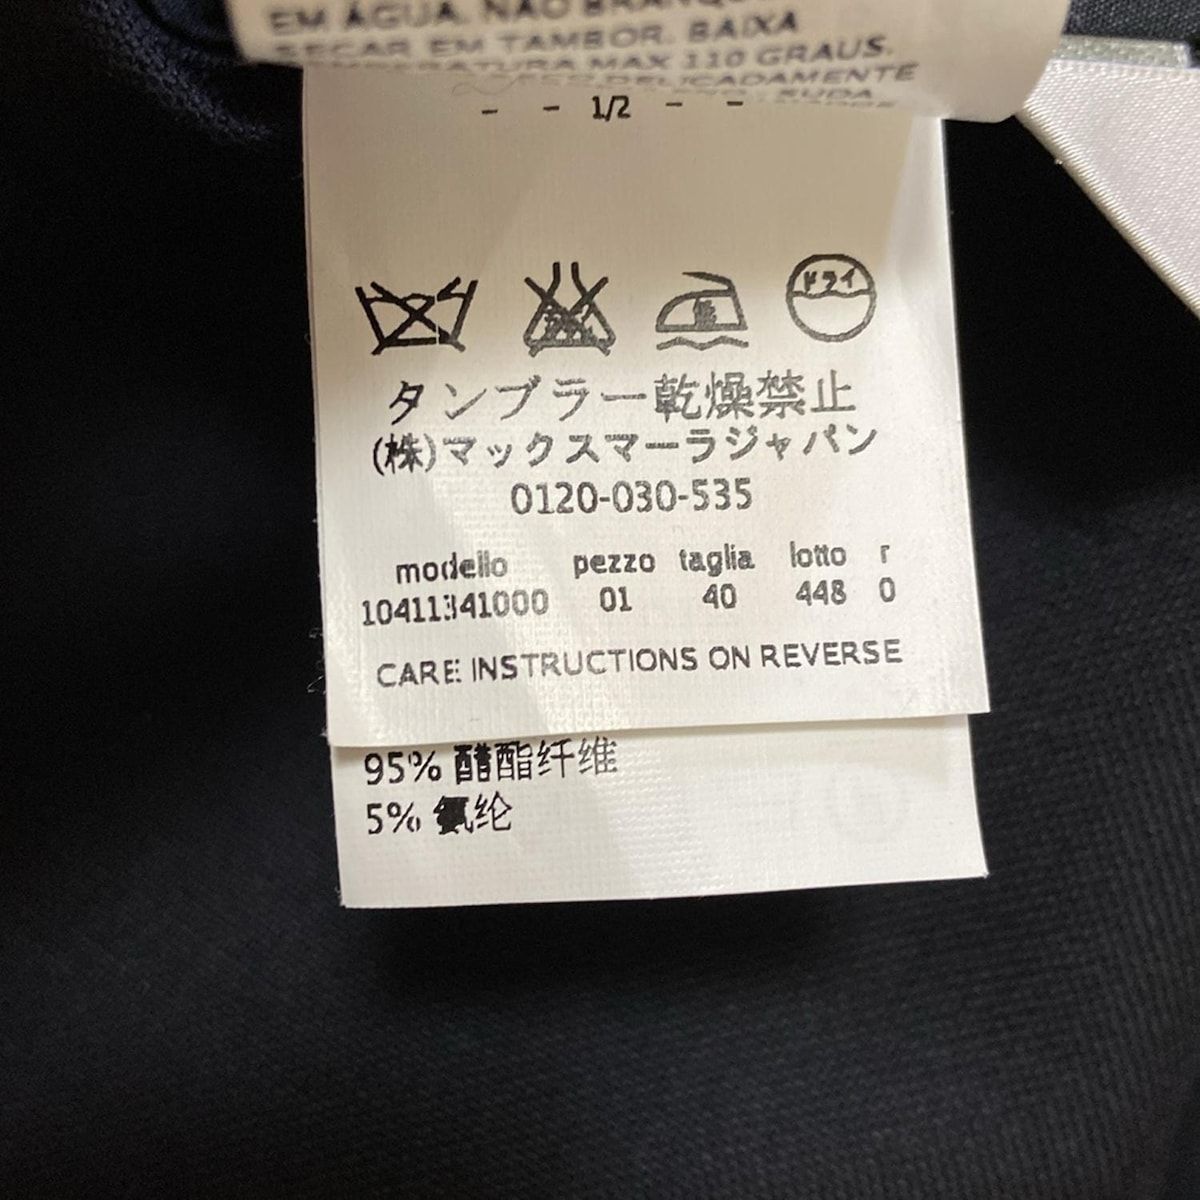 EM ÁGUA. NÃO BRANQUE
SECAR EM TAMBOR. BAIXA
TEMPERATURA MAX 110 GRAUS.
DELICADAMENTE
- - 1/2 - -
ドライ
タンブラー乾燥禁止
(株)マックスマーラジャパン
0120-030-535
modello pezzo taglia lotto r
10411341000 01 40 448 0
CARE INSTRUCTIONS ON REVERSE
95% 醋酯纤维
5% 氨纶